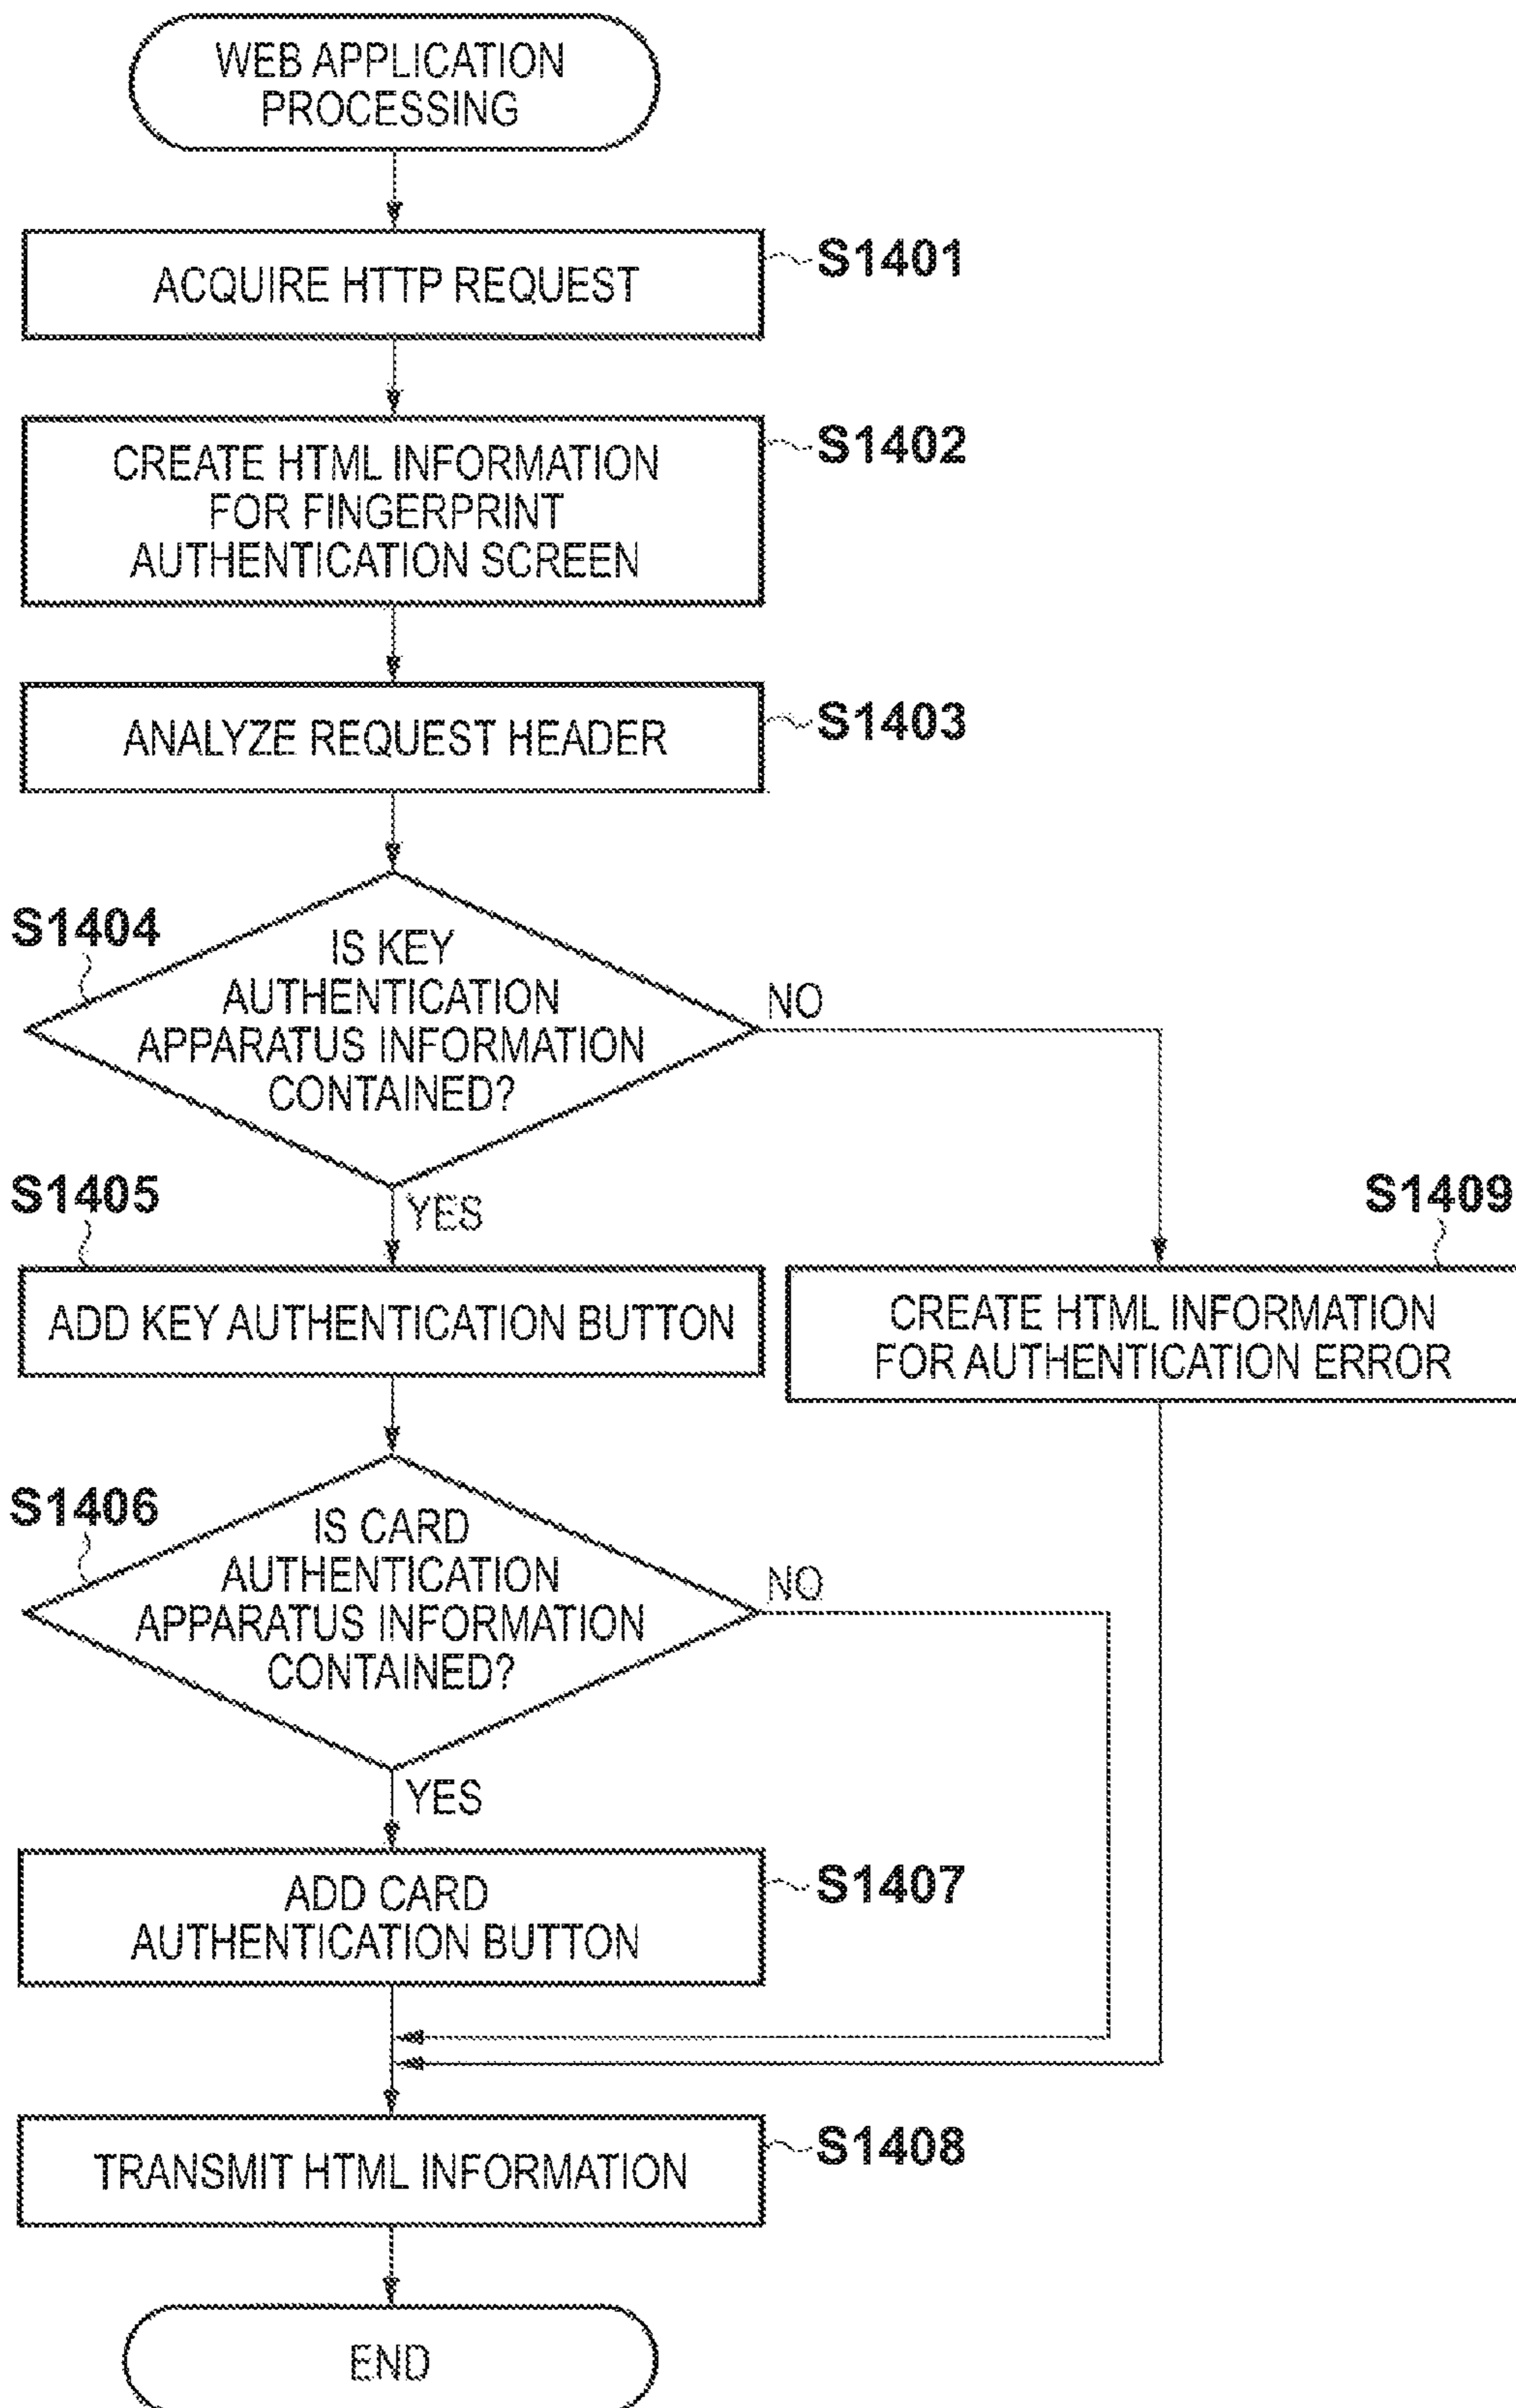 WEB APPLICATION
PROCESSING
ACQUIRE HTTP REQUEST
S1401
CREATE HTML INFORMATION
FOR FINGERPRINT
AUTHENTICATION SCREEN
S1402
ANALYZE REQUEST HEADER
S1403
S1404
IS KEY
AUTHENTICATION
APPARATUS INFORMATION
CONTAINED?
NO
YES
S1405
ADD KEY AUTHENTICATION BUTTON
S1409
CREATE HTML INFORMATION
FOR AUTHENTICATION ERROR
S1406
IS CARD
AUTHENTICATION
APPARATUS INFORMATION
CONTAINED?
NO
YES
ADD CARD
AUTHENTICATION BUTTON
S1407
TRANSMIT HTML INFORMATION
S1408
END